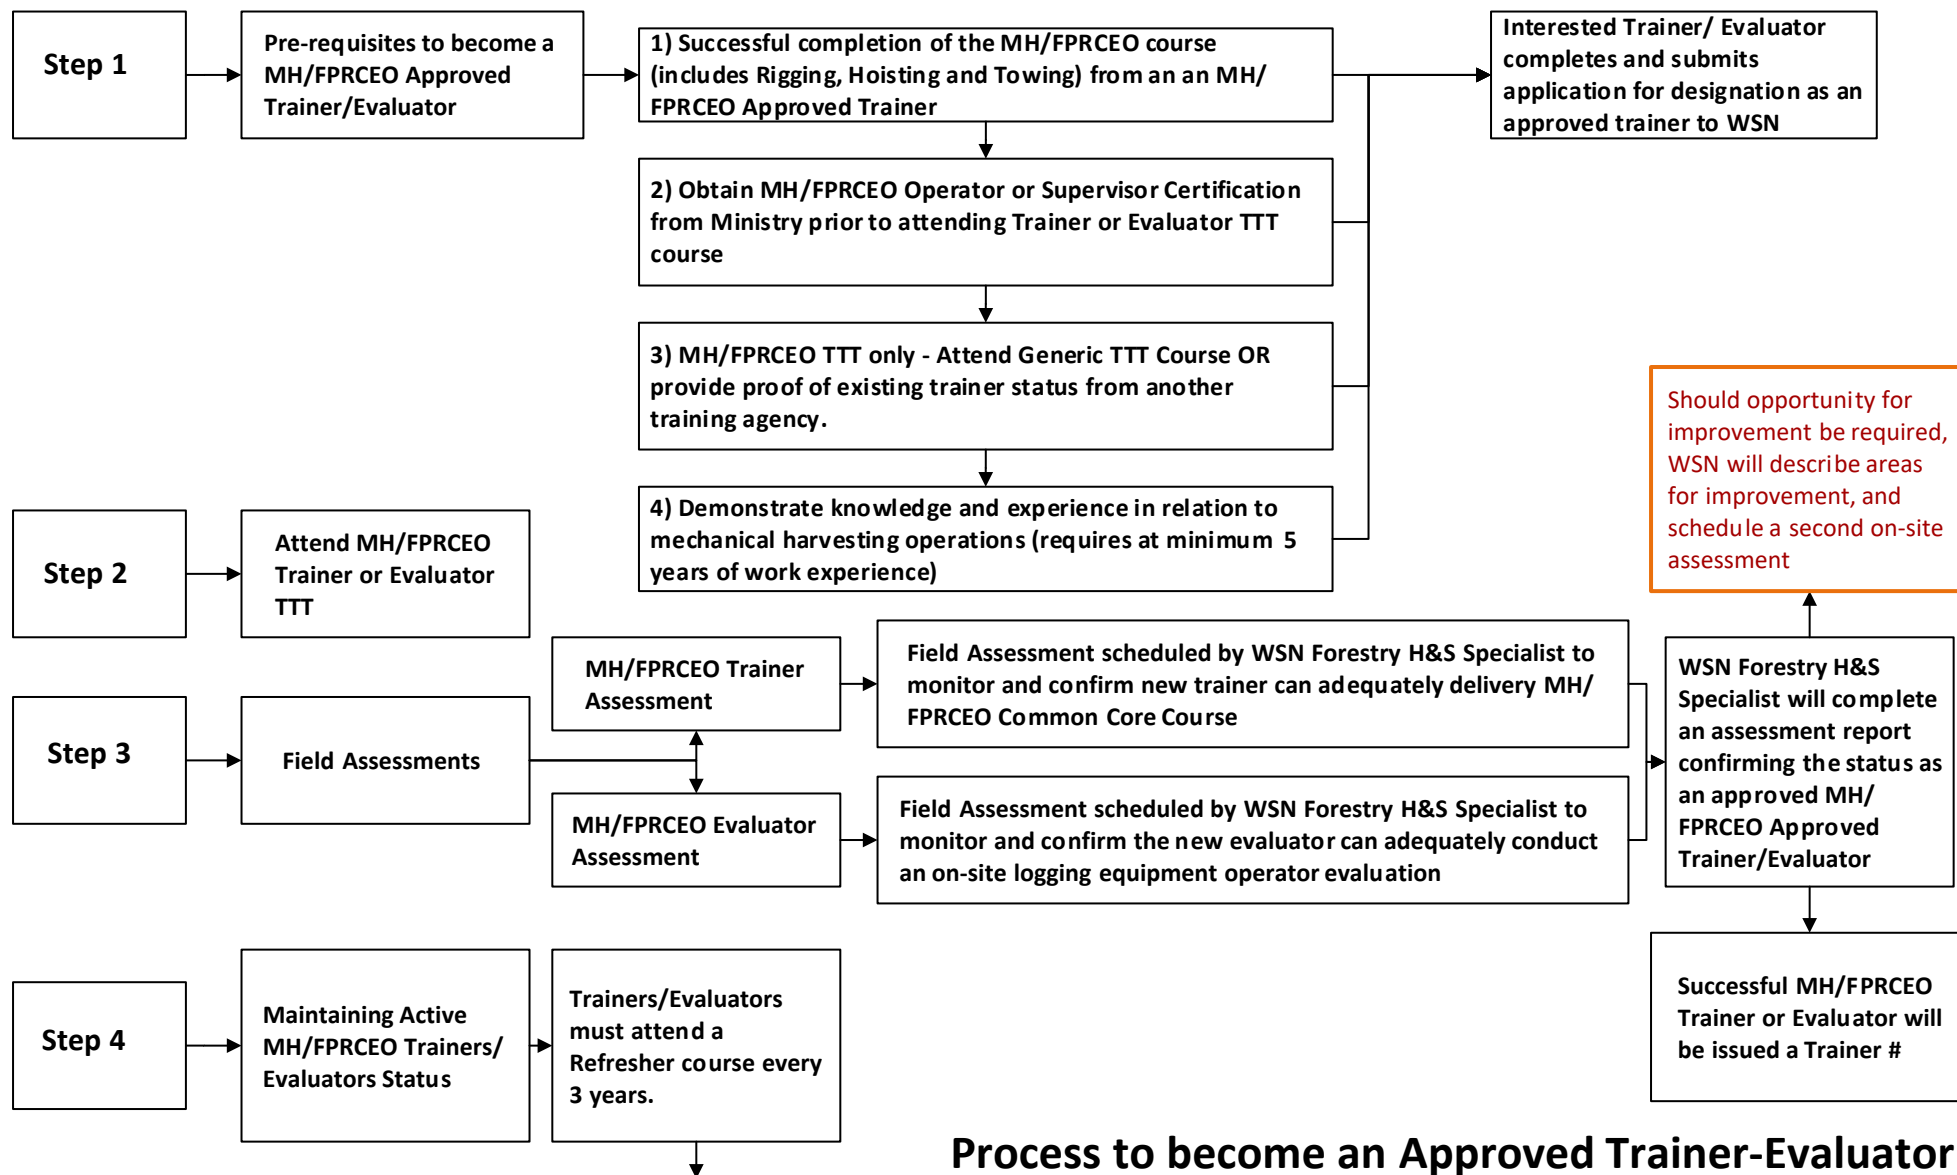 Step 1
Pre-requisites to become a
MH/FPRCEO Approved
Trainer/Evaluator
1) Successful completion of the MH/FPRCEO course
(includes Rigging, Hoisting and Towing) from an an MH/
FPRCEO Approved Trainer
Interested Trainer/ Evaluator
completes and submits
application for designation as an
approved trainer to WSN
2) Obtain MH/FPRCEO Operator or Supervisor Certification
from Ministry prior to attending Trainer or Evaluator TTT
course
3) MH/FPRCEO TTT only - Attend Generic TTT Course OR
provide proof of existing trainer status from another
training agency.
4) Demonstrate knowledge and experience in relation to
mechanical harvesting operations (requires at minimum 5
years of work experience)
Should opportunity for
improvement be required,
WSN will describe areas
for improvement, and
schedule a second on-site
assessment
Step 2
Attend MH/FPRCEO
Trainer or Evaluator
TTT
Step 3
Field Assessments
MH/FPRCEO Trainer
Assessment
Field Assessment scheduled by WSN Forestry H&S Specialist to
monitor and confirm new trainer can adequately delivery MH/
FPRCEO Common Core Course
MH/FPRCEO Evaluator
Assessment
Field Assessment scheduled by WSN Forestry H&S Specialist to
monitor and confirm the new evaluator can adequately conduct
an on-site logging equipment operator evaluation
WSN Forestry H&S
Specialist will complete
an assessment report
confirming the status as
an approved MH/
FPRCEO Approved
Trainer/Evaluator
Successful MH/FPRCEO
Trainer or Evaluator will
be issued a Trainer #
Step 4
Maintaining Active
MH/FPRCEO Trainers/
Evaluators Status
Trainers/Evaluators
must attend a
Refresher course every
3 years.
Process to become an Approved Trainer-Evaluator